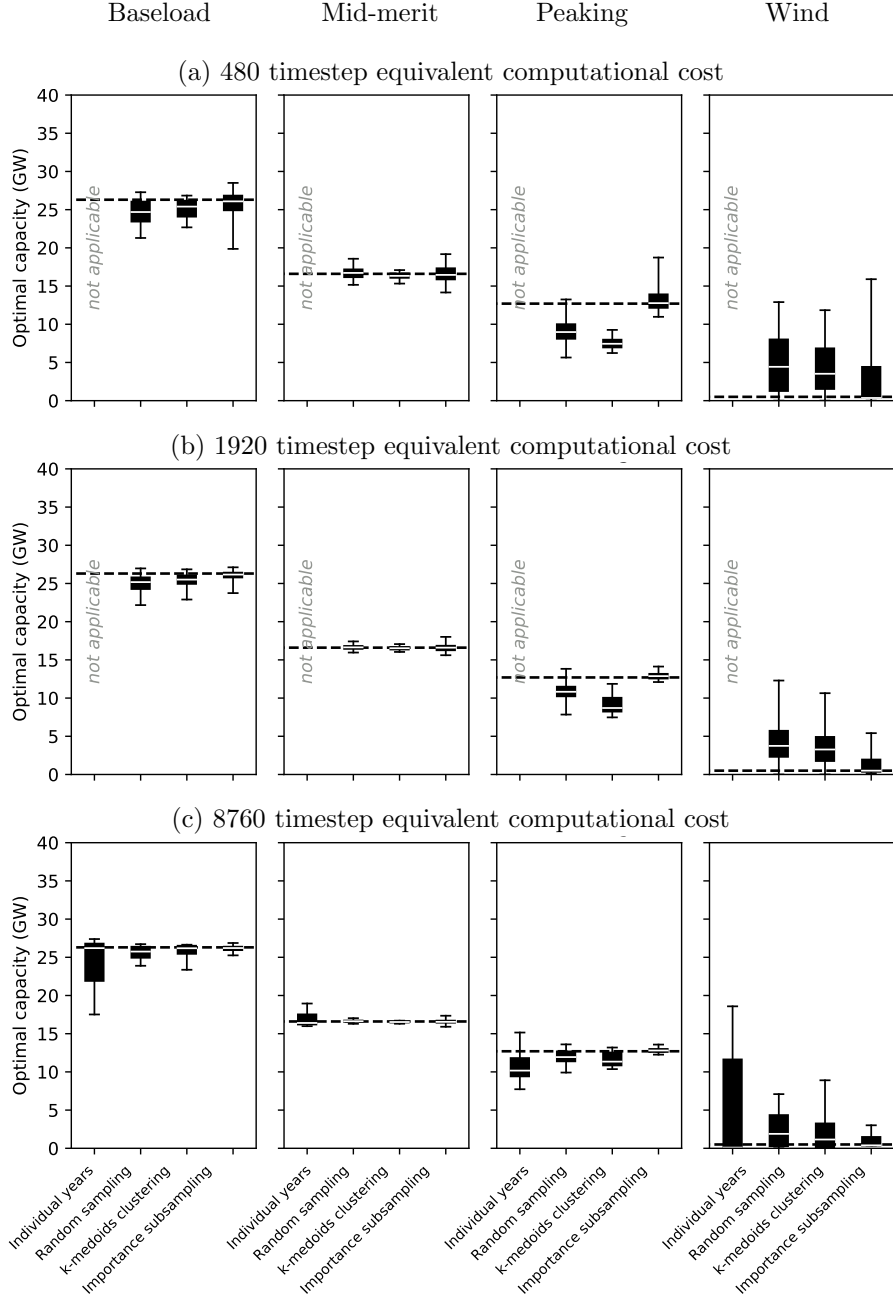 Baseload Mid-merit Peaking Wind
(a) 480 timestep equivalent computational cost
Optimal capacity (GW)
40
35
30
25
20
15
10
5
0
not applicable
not applicable
not applicable
not applicable
(b) 1920 timestep equivalent computational cost
Optimal capacity (GW)
40
35
30
25
20
15
10
5
0
not applicable
not applicable
not applicable
not applicable
(c) 8760 timestep equivalent computational cost
Optimal capacity (GW)
40
35
30
25
20
15
10
5
0
Individual years
Random sampling
k-medoids clustering
Importance subsampling
Individual years
Random sampling
k-medoids clustering
Importance subsampling
Individual years
Random sampling
k-medoids clustering
Importance subsampling
Individual years
Random sampling
k-medoids clustering
Importance subsampling